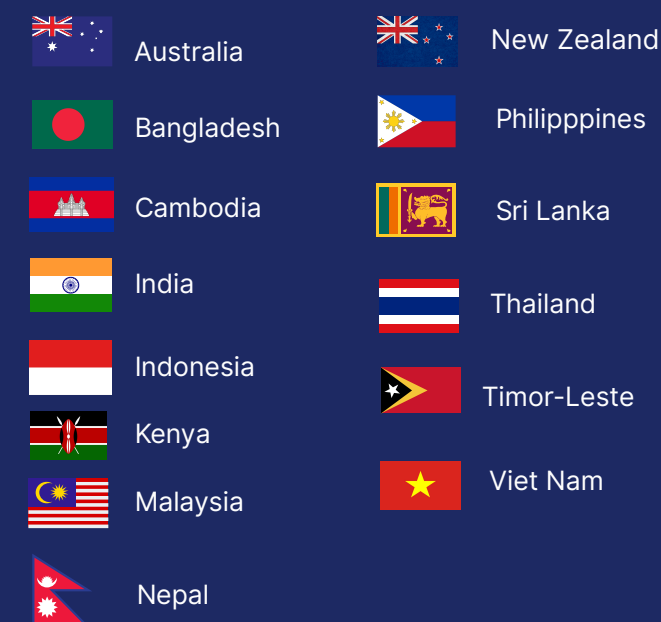 Australia
Bangladesh
Cambodia
India
Indonesia
Kenya
Malaysia
Nepal
New Zealand
Philipppines
Sri Lanka
Thailand
Timor-Leste
Viet Nam